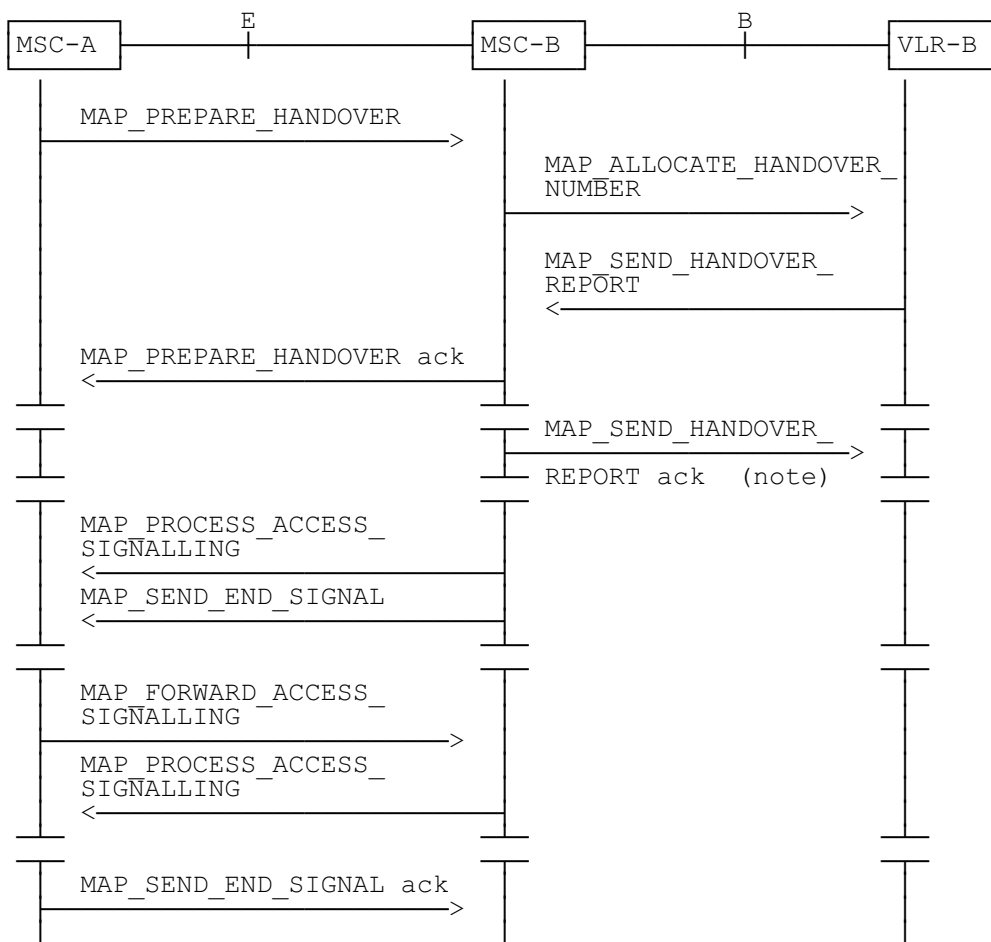 E
B
MSC-A
MSC-B
VLR-B
MAP_PREPARE_HANDOVER
MAP_ALLOCATE_HANDOVER_
NUMBER
MAP_SEND_HANDOVER_
REPORT
MAP_PREPARE_HANDOVER ack
MAP_SEND_HANDOVER_
REPORT ack (note)
MAP_PROCESS_ACCESS_
SIGNALLING
MAP_SEND_END_SIGNAL
MAP_FORWARD_ACCESS_
SIGNALLING
MAP_PROCESS_ACCESS_
SIGNALLING
MAP_SEND_END_SIGNAL ack